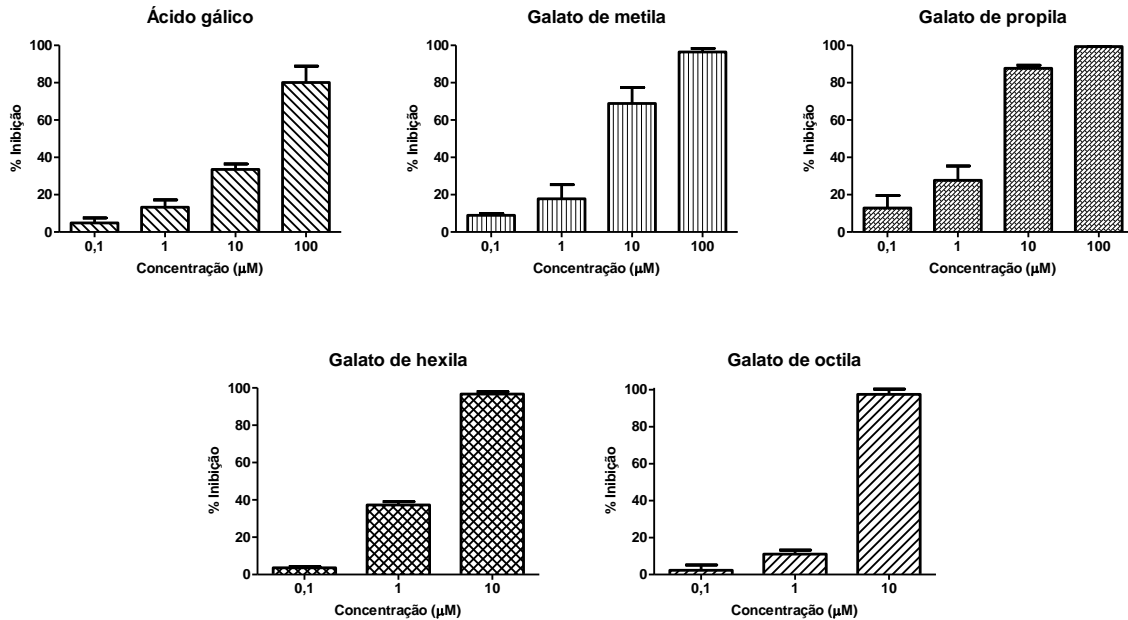 Ácido gálico
% Inibição
100
80
60
40
20
0
0,1 1 10 100
Concentração (µM)
Galato de metila
% Inibição
100
80
60
40
20
0
0,1 1 10 100
Concentração (µM)
Galato de propila
% Inibição
100
80
60
40
20
0
0,1 1 10 100
Concentração (µM)
Galato de hexila
% Inibição
100
80
60
40
20
0
0,1 1 10
Concentração (µM)
Galato de octila
% Inibição
100
80
60
40
20
0
0,1 1 10
Concentração (µM)